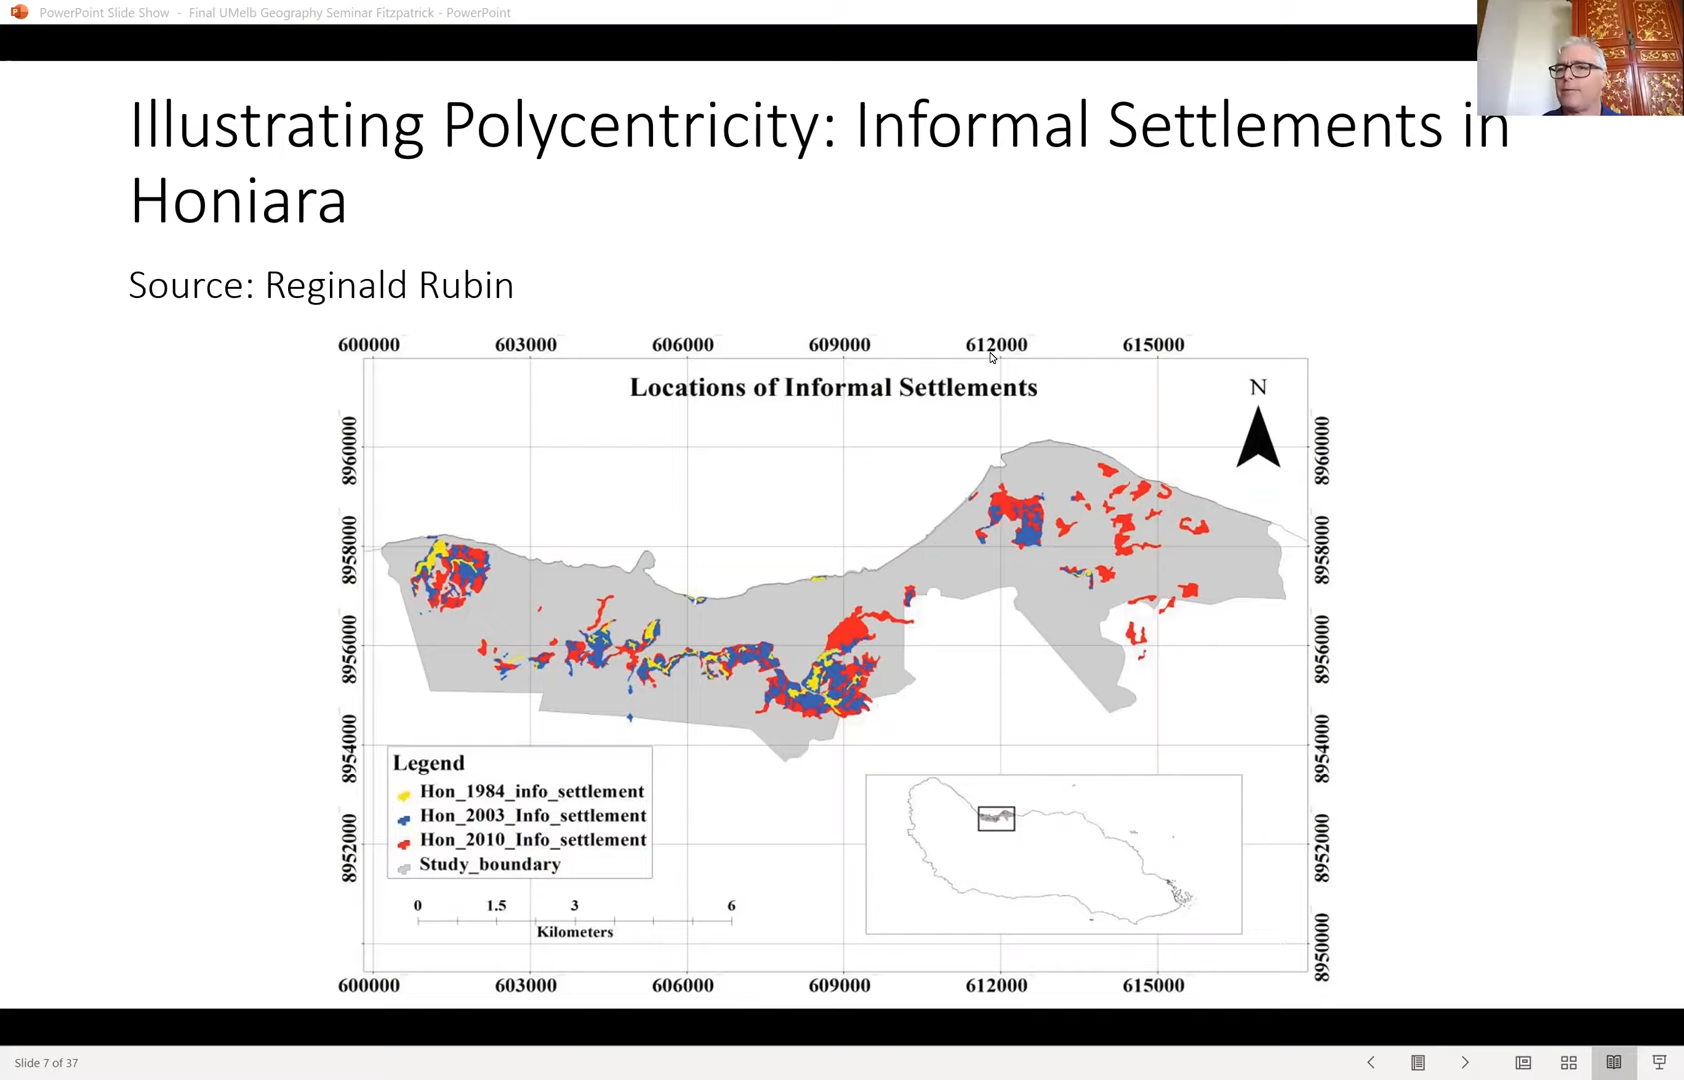 PowerPoint Slide Show - Final UMelb Geography Seminar Fitzpatrick - PowerPoint
Illustrating Polycentricity: Informal Settlements in
Honiara
Source: Reginald Rubin
600000 603000 606000 609000 612000 615000
Locations of Informal Settlements
N
8960000
8958000
8956000
8954000
8952000
8960000
8958000
8956000
8954000
8952000
8950000
Legend
Hon_1984_info_settlement
Hon_2003_Info_settlement
Hon_2010_Info_settlement
Study_boundary
0 1.5 3 6
Kilometers
600000 603000 606000 609000 612000 615000
Slide 7 of 37